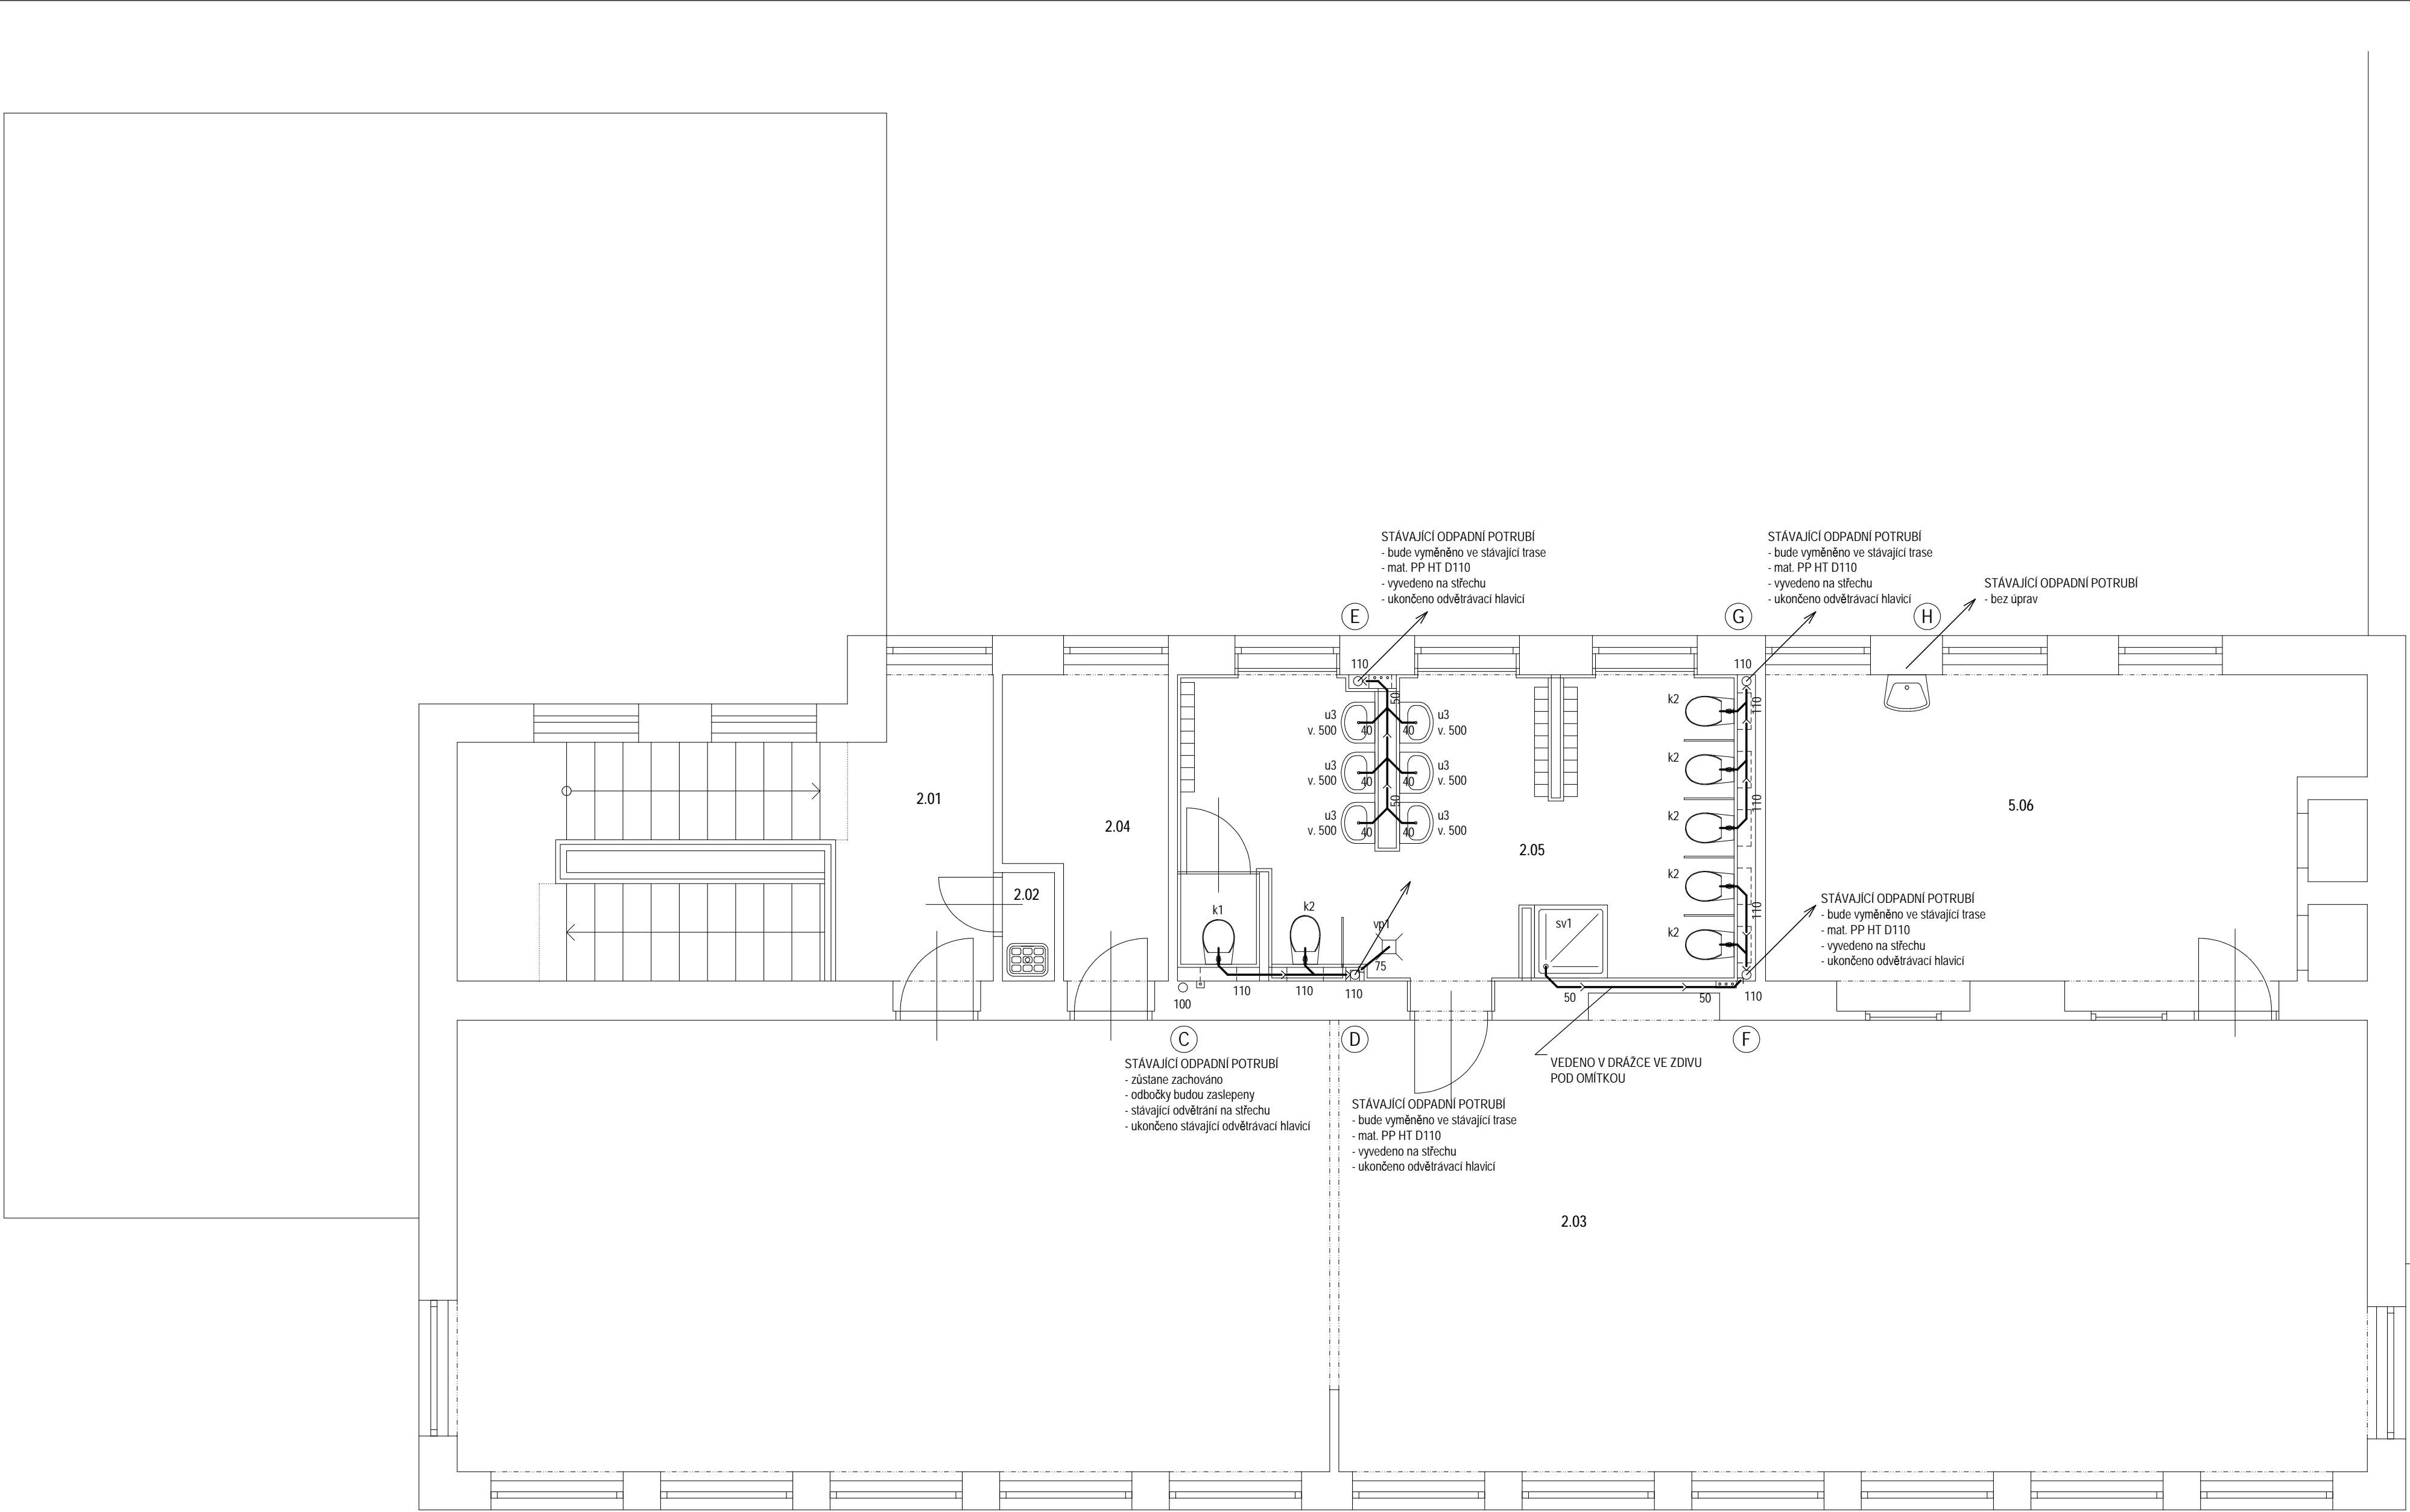 STÁVAJÍCÍ ODPADNÍ POTRUBÍ
- bude vyměněno ve stávající trase
- mat. PP HT D110
- vyvedeno na střechu
- ukončeno odvětrávací hlavicí
STÁVAJÍCÍ ODPADNÍ POTRUBÍ
- bude vyměněno ve stávající trase
- mat. PP HT D110
- vyvedeno na střechu
- ukončeno odvětrávací hlavicí
STÁVAJÍCÍ ODPADNÍ POTRUBÍ
- bez úprav
E
G
H
110
110
50
u3
v. 500
40
40
u3
v. 500
u3
v. 500
40
40
u3
v. 500
50
u3
v. 500
40
40
u3
v. 500
k2
110
k2
110
k2
k2
110
k2
2.01
2.04
2.05
5.06
2.02
k1
k2
vp1
75
sv1
STÁVAJÍCÍ ODPADNÍ POTRUBÍ
- bude vyměněno ve stávající trase
- mat. PP HT D110
- vyvedeno na střechu
- ukončeno odvětrávací hlavicí
100
110
110
110
50
50
110
C
D
F
STÁVAJÍCÍ ODPADNÍ POTRUBÍ
- zůstane zachováno
- odbočky budou zaslepeny
- stávající odvětrání na střechu
- ukončeno stávající odvětrávací hlavicí
VEDENO V DRÁŽCE VE ZDIVU
POD OMÍTKOU
STÁVAJÍCÍ ODPADNÍ POTRUBÍ
- bude vyměněno ve stávající trase
- mat. PP HT D110
- vyvedeno na střechu
- ukončeno odvětrávací hlavicí
2.03